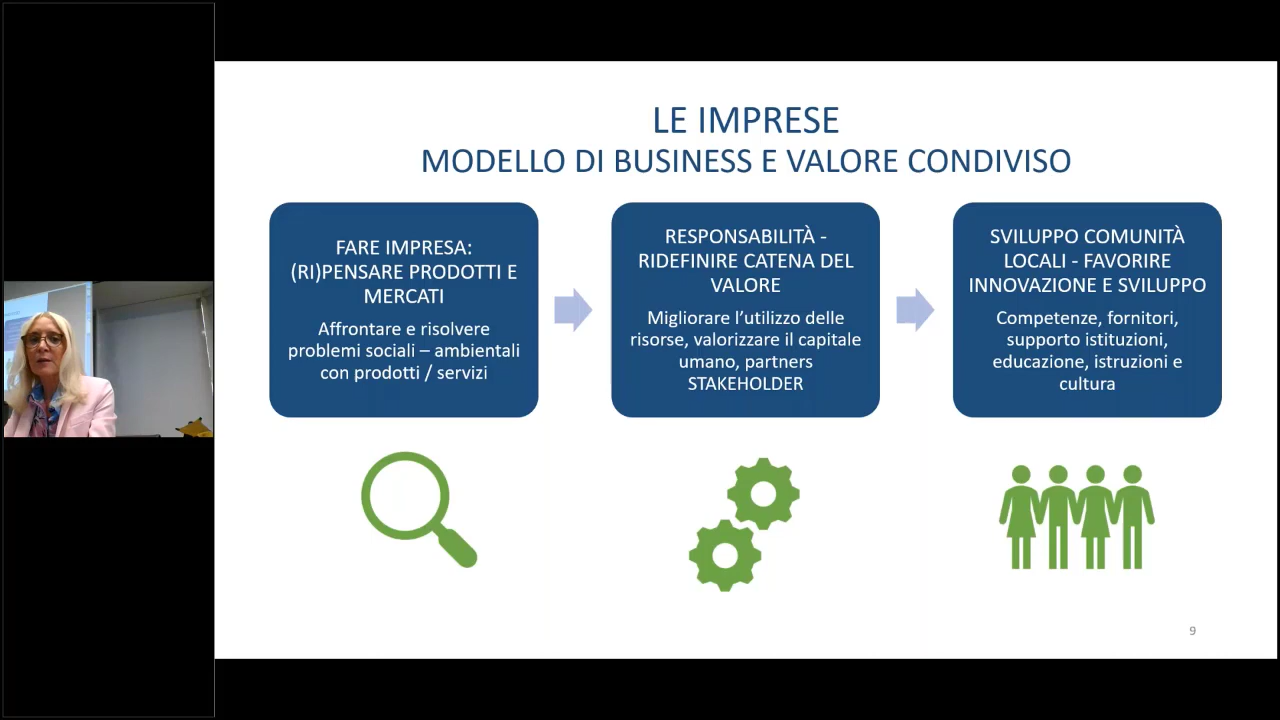 LE IMPRESE
MODELLO DI BUSINESS E VALORE CONDIVISO
FARE IMPRESA:
(RI)PENSARE PRODOTTI E
MERCATI
Affrontare e risolvere
problemi sociali – ambientali
con prodotti / servizi
RESPONSABILITÀ -
RIDEFINIRE CATENA DEL
VALORE
Migliorare l’utilizzo delle
risorse, valorizzare il capitale
umano, partners
STAKEHOLDER
SVILUPPO COMUNITÀ
LOCALI - FAVORIRE
INNOVAZIONE E SVILUPPO
Competenze, fornitori,
supporto istituzioni,
educazione, istruzioni e
cultura
9